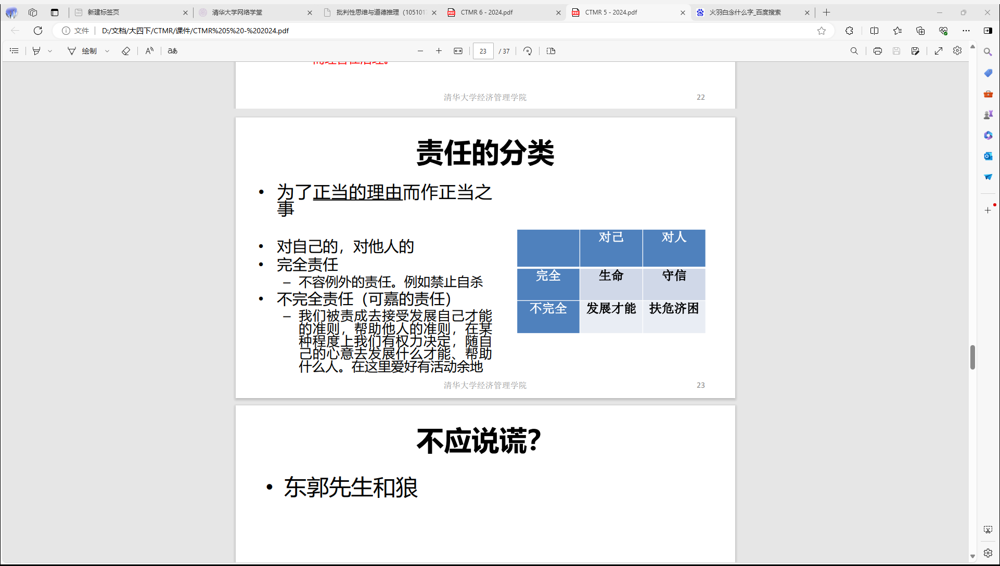 新建标签页
清华大学网络学堂
批判性思维与道德推理（105101
CTMR 6 - 2024.pdf
CTMR 5 - 2024.pdf
火羽白念什么字_百度搜索
文件
D:/文档/大四下/CTMR/课件/CTMR%205%20-%202024.pdf
绘制
aあ
23 / 37
清华大学经济管理学院
22
责任的分类
• 为了正当的理由而作正当之
事
• 对自己的，对他人的
• 完全责任
– 不容例外的责任。例如禁止自杀
• 不完全责任（可嘉的责任）
– 我们被责成去接受发展自己才能
的准则，帮助他人的准则，在某
种程度上我们有权力决定，随自
己的心意去发展什么才能、帮助
什么人。在这里爱好有活动余地
对己 对人
完全 生命 守信
不完全 发展才能 扶危济困
清华大学经济管理学院
23
不应说谎？
• 东郭先生和狼